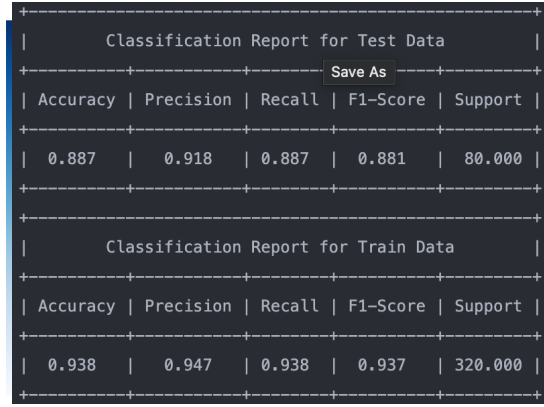 Classification Report for Test Data
Save As
Accuracy | Precision | Recall | F1-Score | Support
0.887 | 0.918 | 0.887 | 0.881 | 80.000
Classification Report for Train Data
Accuracy | Precision | Recall | F1-Score | Support
0.938 | 0.947 | 0.938 | 0.937 | 320.000